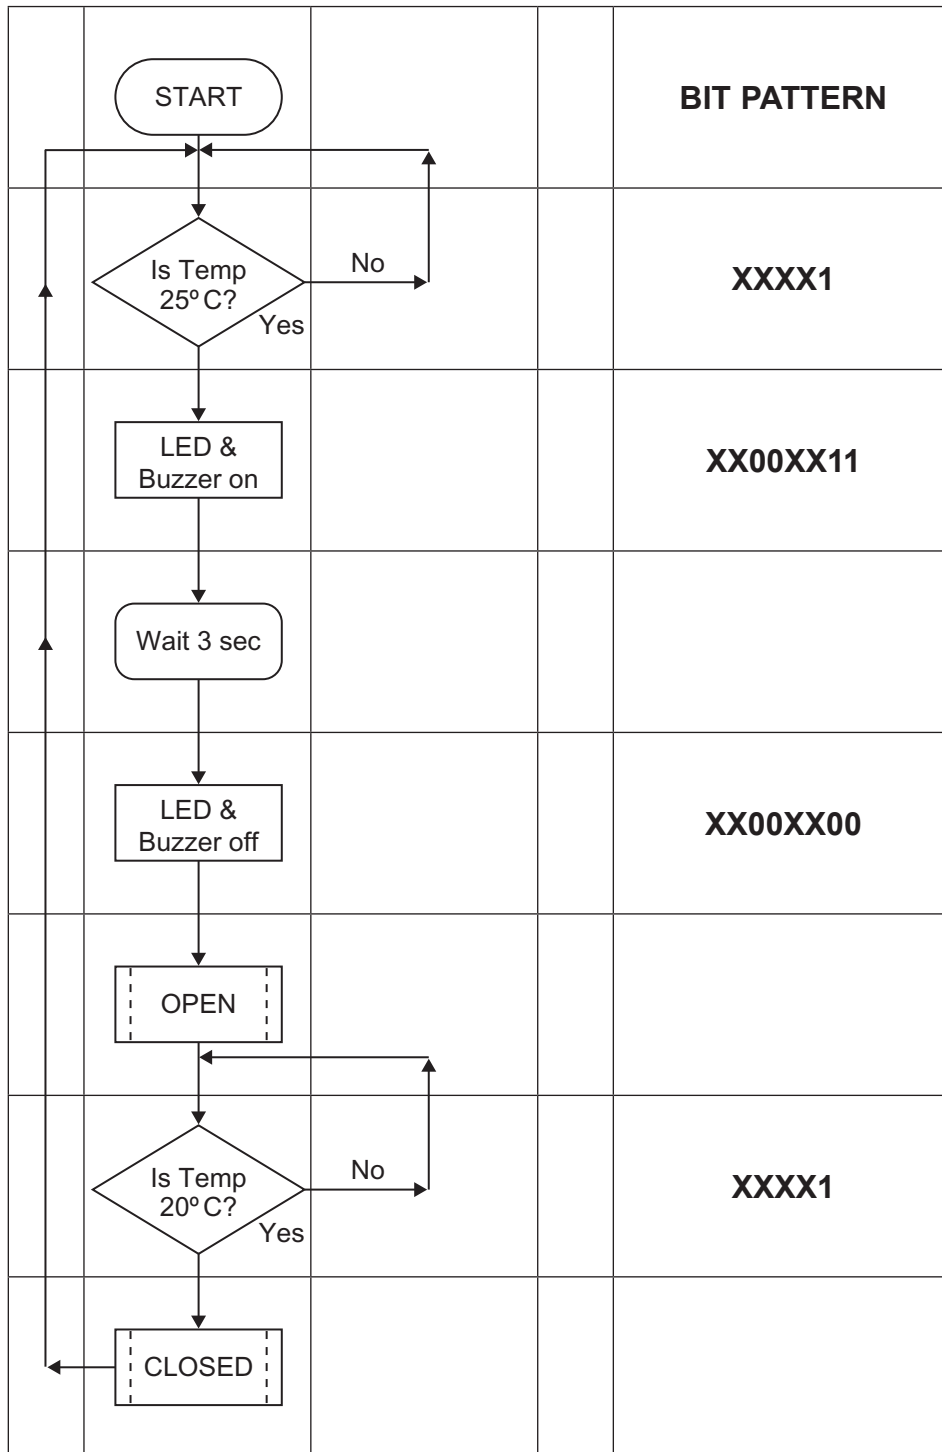 START
BIT PATTERN
Is Temp
25º C?
No
Yes
XXXX1
LED &
Buzzer on
XX00XX11
Wait 3 sec
LED &
Buzzer off
XX00XX00
OPEN
Is Temp
20º C?
No
Yes
XXXX1
CLOSED